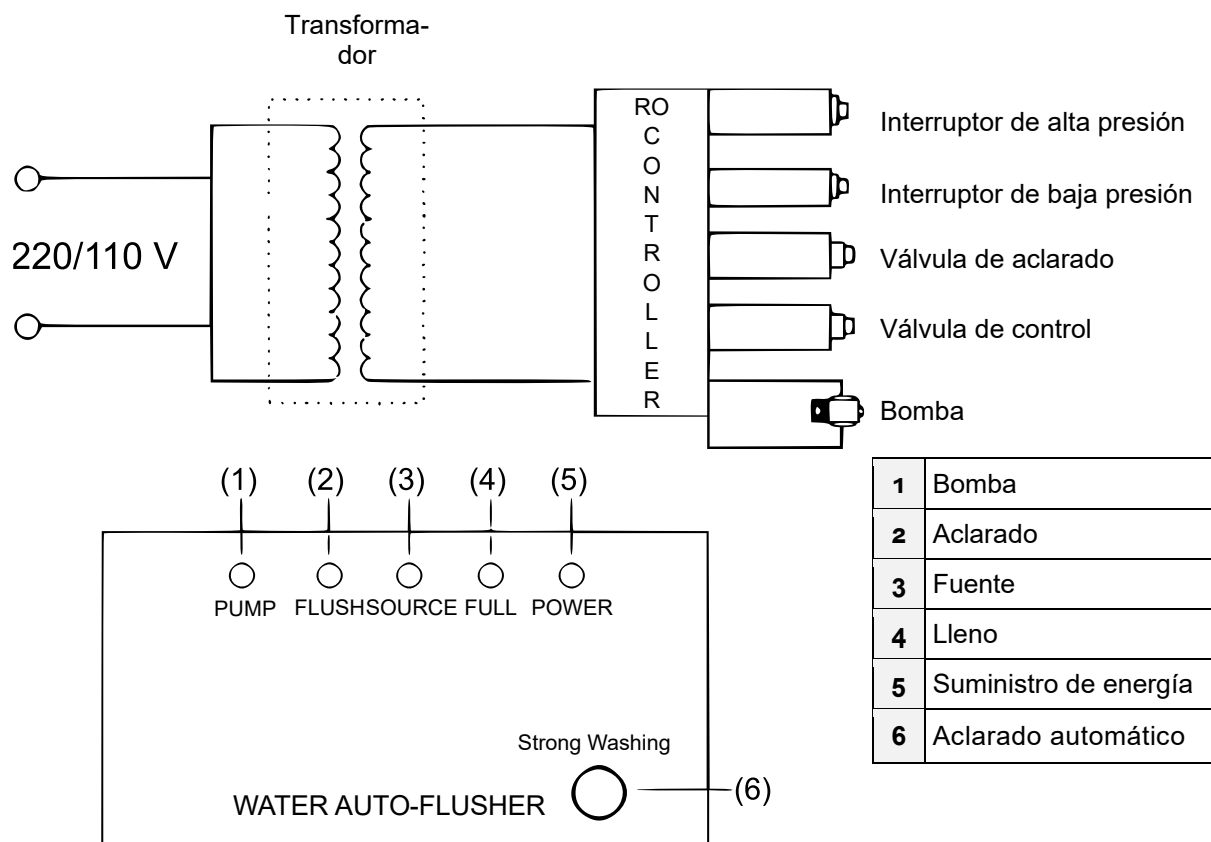 Transforma-
dor
RO
C
O
N
T
R
O
L
L
E
R
Interruptor de alta presión
Interruptor de baja presión
220/110 V
Válvula de aclarado
Válvula de control
Bomba
(1) (2) (3) (4) (5)
PUMP FLUSH SOURCE FULL POWER
Strong Washing
WATER AUTO-FLUSHER
(6)
1 Bomba
2 Aclarado
3 Fuente
4 Lleno
5 Suministro de energía
6 Aclarado automático